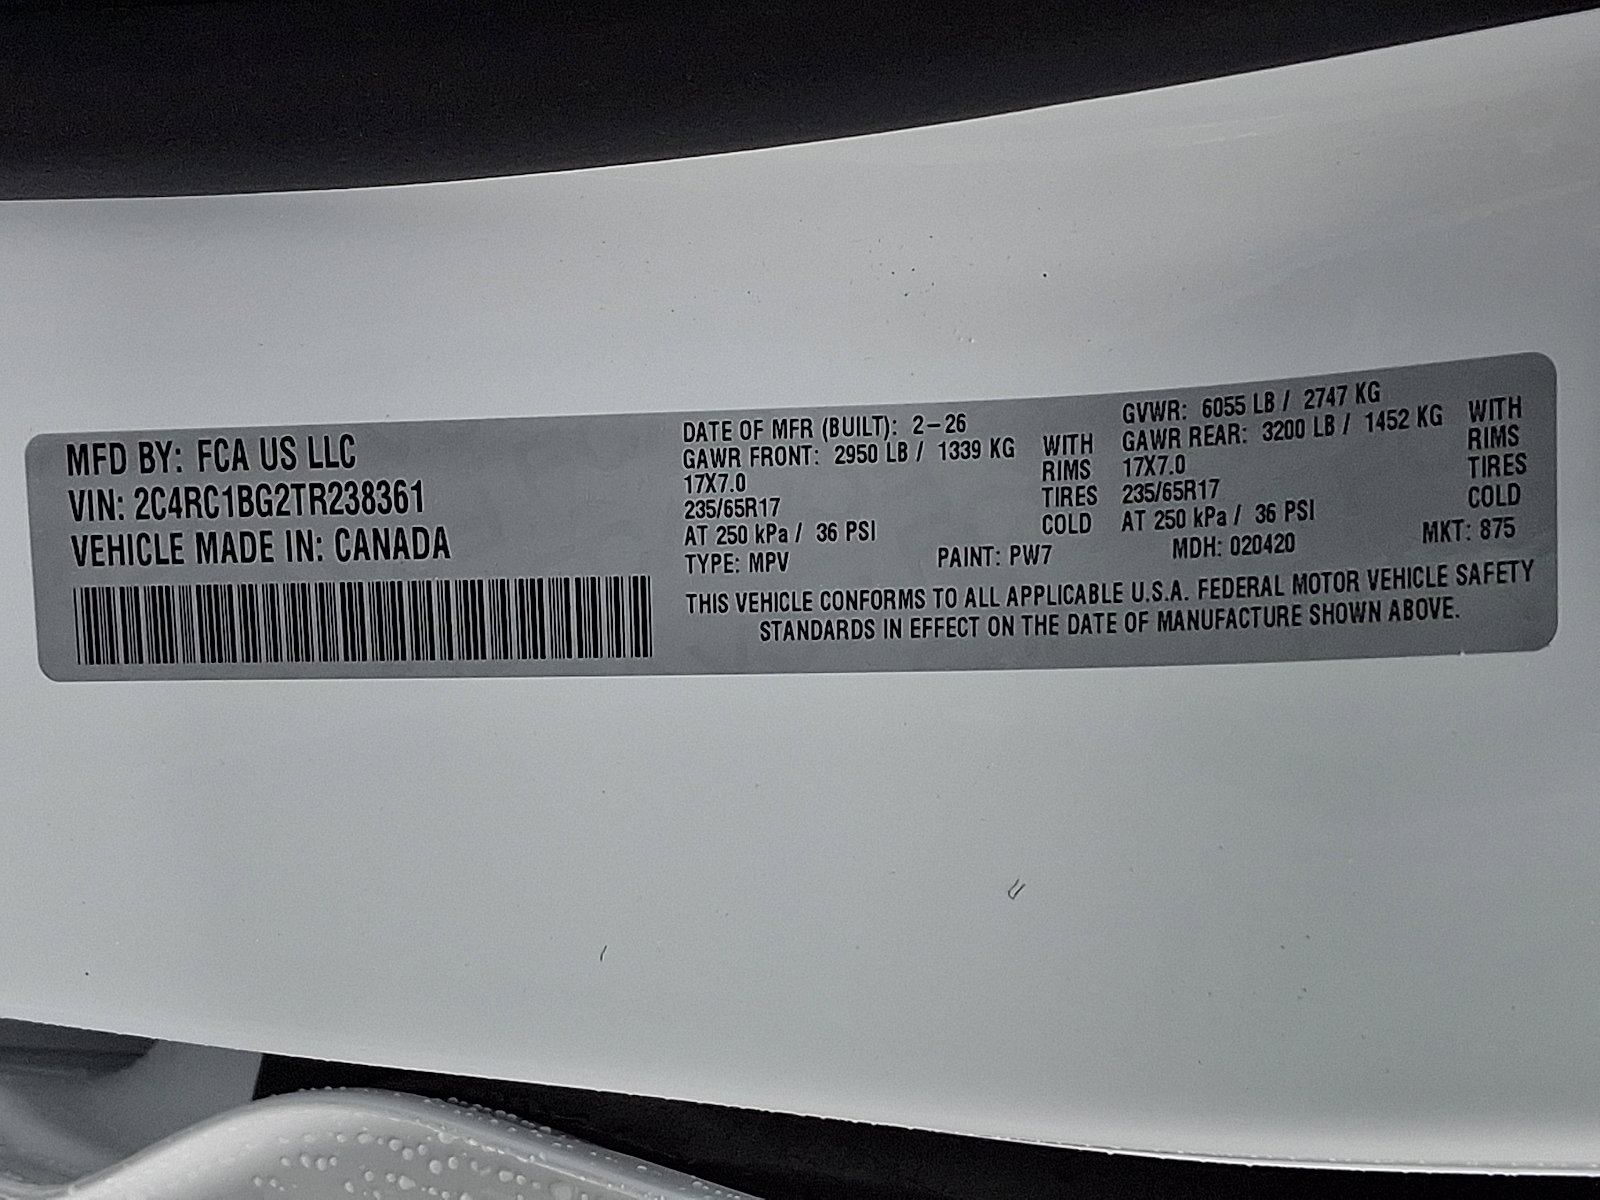 MFD BY: FCA US LLC
VIN: 2C4RC1BG2TR238361
VEHICLE MADE IN: CANADA
DATE OF MFR (BUILT): 2-26
GAWR FRONT: 2950 LB / 1339 KG WITH
17X7.0 RIMS
235/65R17 TIRES
AT 250 kPa / 36 PSI COLD
GVWR: 6055 LB / 2747 KG
GAWR REAR: 3200 LB / 1452 KG WITH
17X7.0 RIMS
235/65R17 TIRES
AT 250 kPa / 36 PSI COLD
TYPE: MPV PAINT: PW7 MDH: 020420 MKT: 875
THIS VEHICLE CONFORMS TO ALL APPLICABLE U.S.A. FEDERAL MOTOR VEHICLE SAFETY
STANDARDS IN EFFECT ON THE DATE OF MANUFACTURE SHOWN ABOVE.